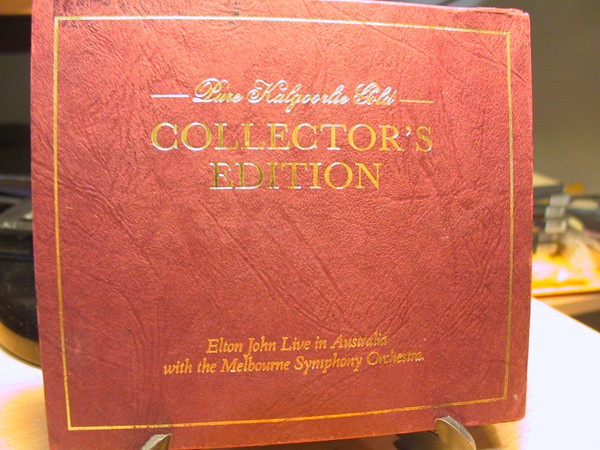 Pure Kalgoorlie Gold
COLLECTOR'S
EDITION
Elton John Live in Australia
with the Melbourne Symphony Orchestra.